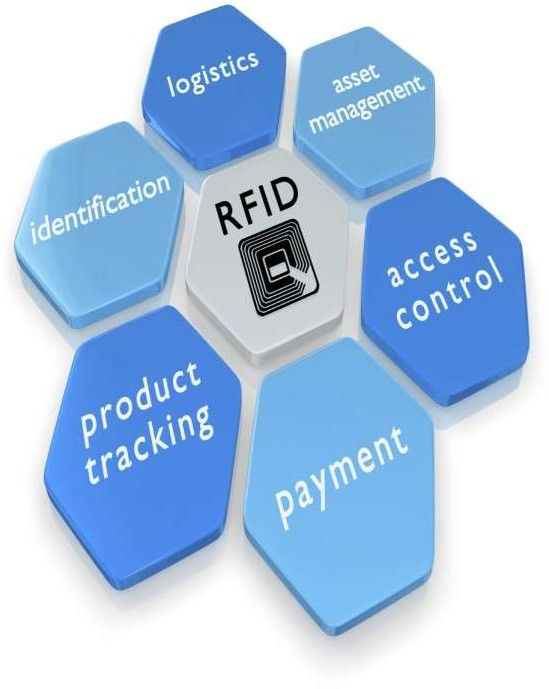 logistics
asset
management
identification
RFID
access
control
product
tracking
payment